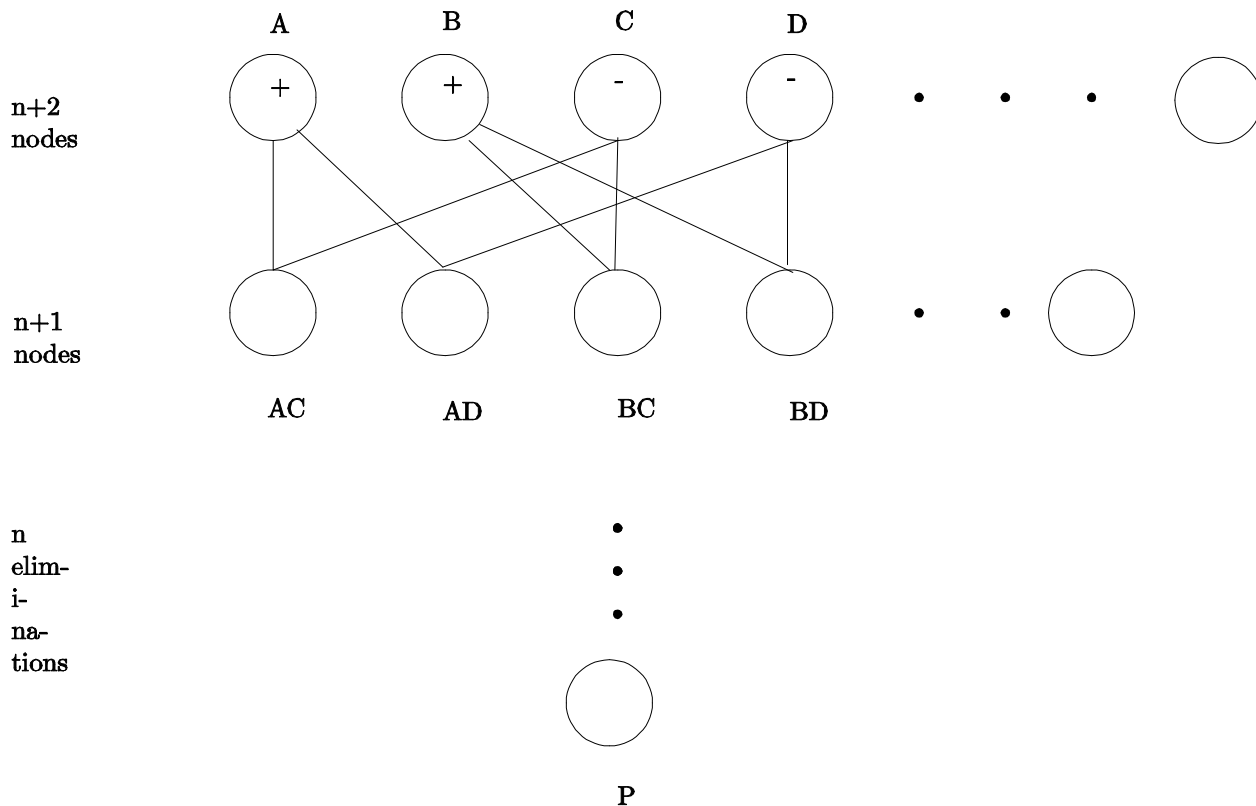 A B C D
+ + - -
n+2
nodes
n+1
nodes
AC AD BC BD
n
elim-
i-
na-
tions
P